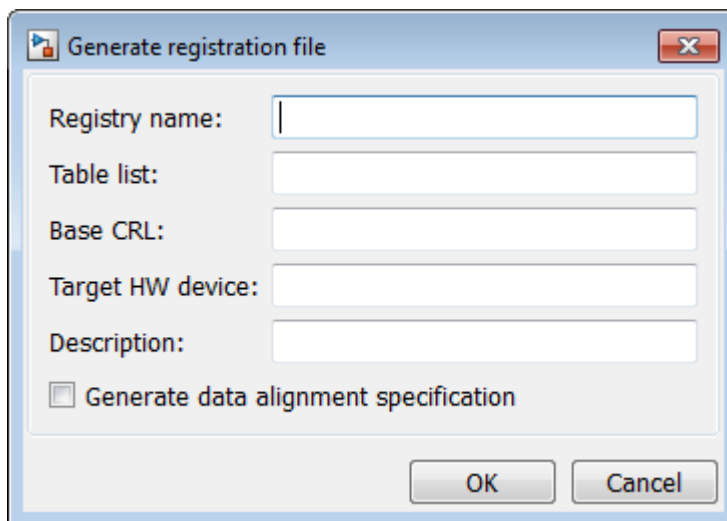 Generate registration file
Registry name:
Table list:
Base CRL:
Target HW device:
Description:
Generate data alignment specification
OK Cancel